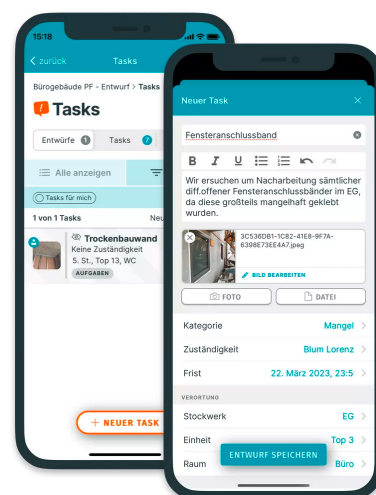 15:18
zurück
Tasks
Bürogebäude PF - Entwurf > Tasks
Tasks
Entwürfe 1
Tasks 7
Alle anzeigen
Tasks für mich
1 von 1 Tasks
Neu
Trockenbauwand
Keine Zuständigkeit
5. St., Top 13, WC
AUFGABEN
+ NEUER TASK
Neuer Task
Fensteranschlussband
B I U
Wir ersuchen um Nacharbeitung sämtlicher
diff.offener Fensteranschlussbänder im EG,
da diese großteils mangelhaft geklebt
wurden.
3C536DB1-1C82-41E8-9F7A-
6398E73EE4A7.jpeg
BILD BEARBEITEN
FOTO
DATEI
Kategorie Mangel
Zuständigkeit Blum Lorenz
Frist 22. März 2023, 23:5
VERORTUNG
Stockwerk EG
Einheit Top 3
Raum Büro
ENTWURF SPEICHERN